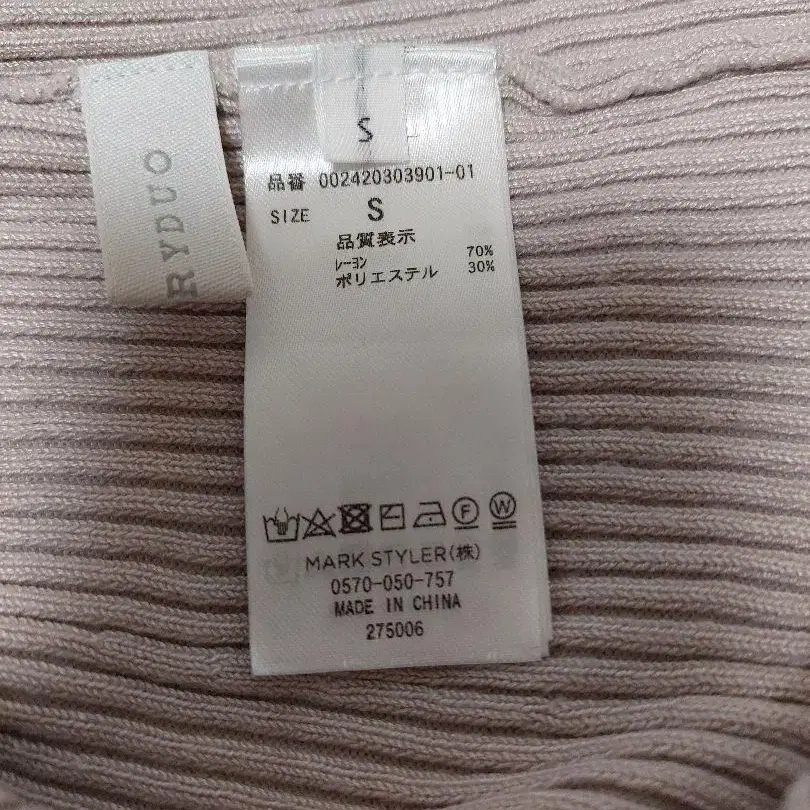 RYDUO
S
品番 002420303901-01
SIZE S
品質表示
レーヨン 70%
ポリエステル 30%
F W
MARK STYLER(株)
0570-050-757
MADE IN CHINA
275006